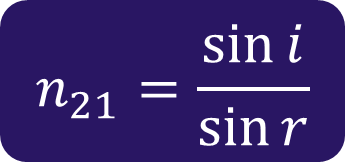 n₂₁ = sin i / sin r